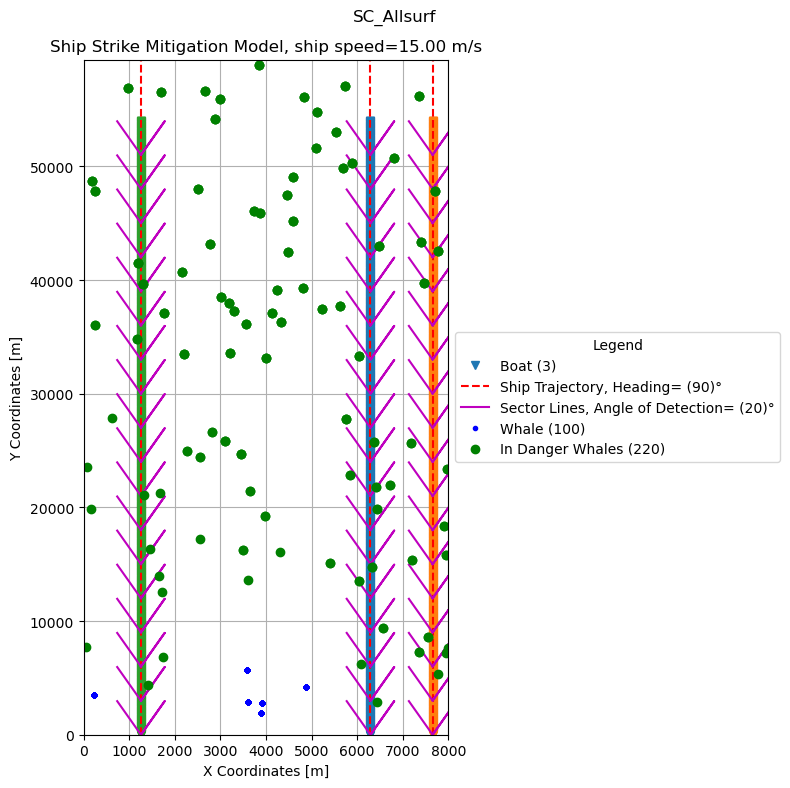 SC_Allsurf
Ship Strike Mitigation Model, ship speed=15.00 m/s
Y Coordinates [m]
50000
40000
30000
20000
10000
0
0 1000 2000 3000 4000 5000 6000 7000 8000
X Coordinates [m]
Legend
Boat (3)
Ship Trajectory, Heading= (90)°
Sector Lines, Angle of Detection= (20)°
Whale (100)
In Danger Whales (220)